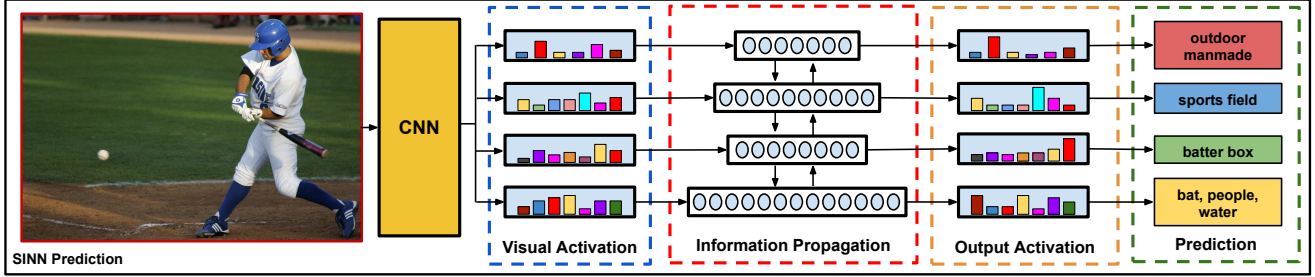 CNN
outdoor
manmade
sports field
batter box
bat, people,
water
Visual Activation
Information Propagation
Output Activation
Prediction
SINN Prediction